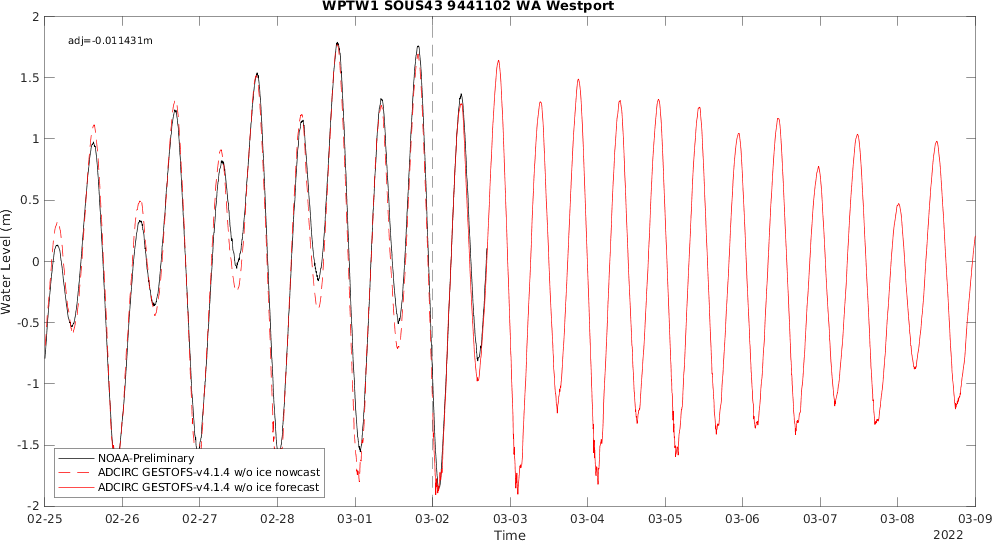 WPTW1 SOUS43 9441102 WA Westport
adj=-0.011431m
2
1.5
1
0.5
0
-0.5
-1
-1.5
-2
Water Level (m)
NOAA-Preliminary
ADCIRC GESTOFS-v4.1.4 w/o ice nowcast
ADCIRC GESTOFS-v4.1.4 w/o ice forecast
02-25 02-26 02-27 02-28 03-01 03-02 03-03 03-04 03-05 03-06 03-07 03-08 03-09
Time
2022